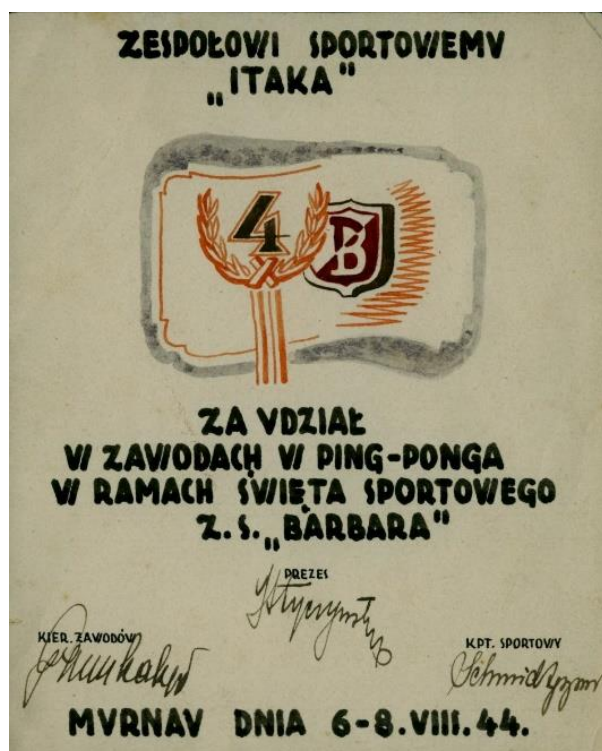 ZESPOŁOWI SPORTOWEMV
„ITAKA”
4
B
ZA VDZIAŁ
W ZAWODACH W PING-PONGA
W RAMACH ŚWIĘTA SPORTOWEGO
Z.S. „BARBARA”
PREZES
KIER. ZAWODÓW
KPT. SPORTOWY
MVRNAV DNIA 6-8.VIII.44.